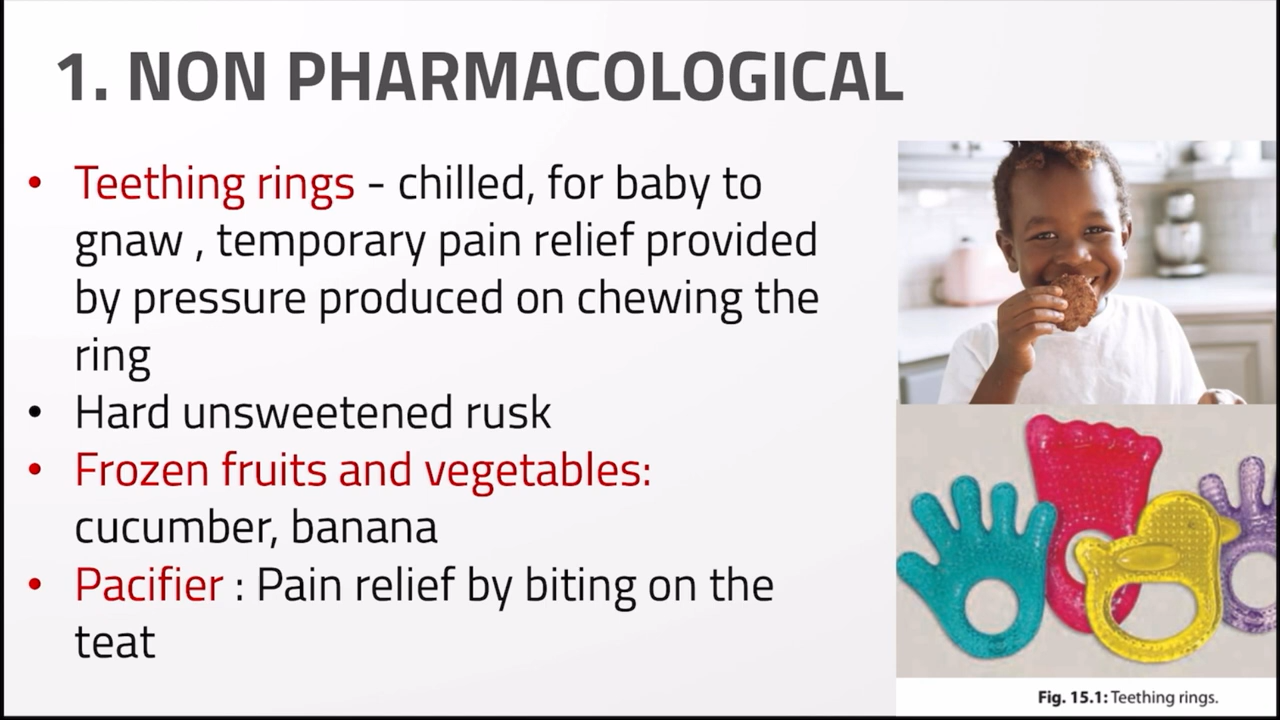 1. NON PHARMACOLOGICAL
• Teething rings - chilled, for baby to
gnaw , temporary pain relief provided
by pressure produced on chewing the
ring
• Hard unsweetened rusk
• Frozen fruits and vegetables:
cucumber, banana
• Pacifier : Pain relief by biting on the
teat
Fig. 15.1: Teething rings.